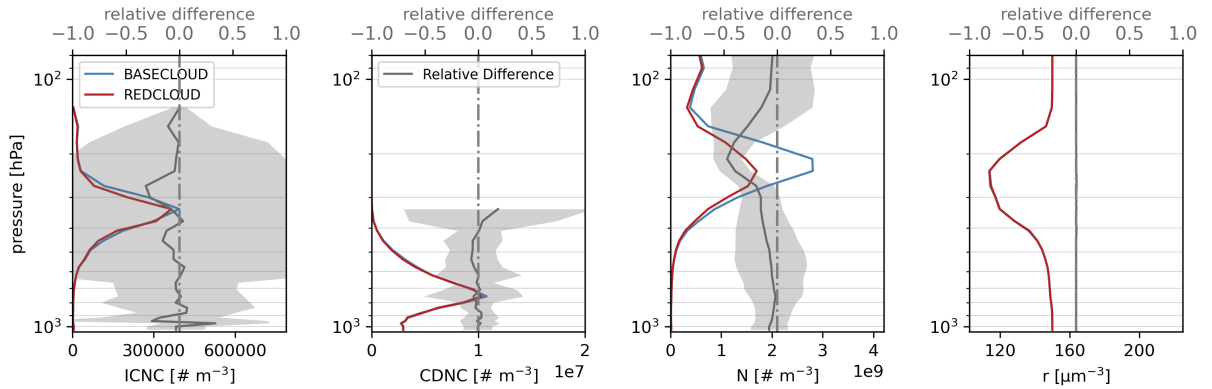 relative difference relative difference relative difference relative difference
−1.0 −0.5 0.0 0.5 1.0 −1.0 −0.5 0.0 0.5 1.0 −1.0 −0.5 0.0 0.5 1.0 −1.0 −0.5 0.0 0.5 1.0
BASECLOUD Relative Difference
REDCLOUD
10² 10² 10² 10²
pressure [hPa]
10³ 10³ 10³ 10³
0 300000 600000 0 1 2 0 1 2 3 4 120 160 200
1e7 1e9
ICNC [# m⁻³] CDNC [# m⁻³] N [# m⁻³] r [µm⁻³]